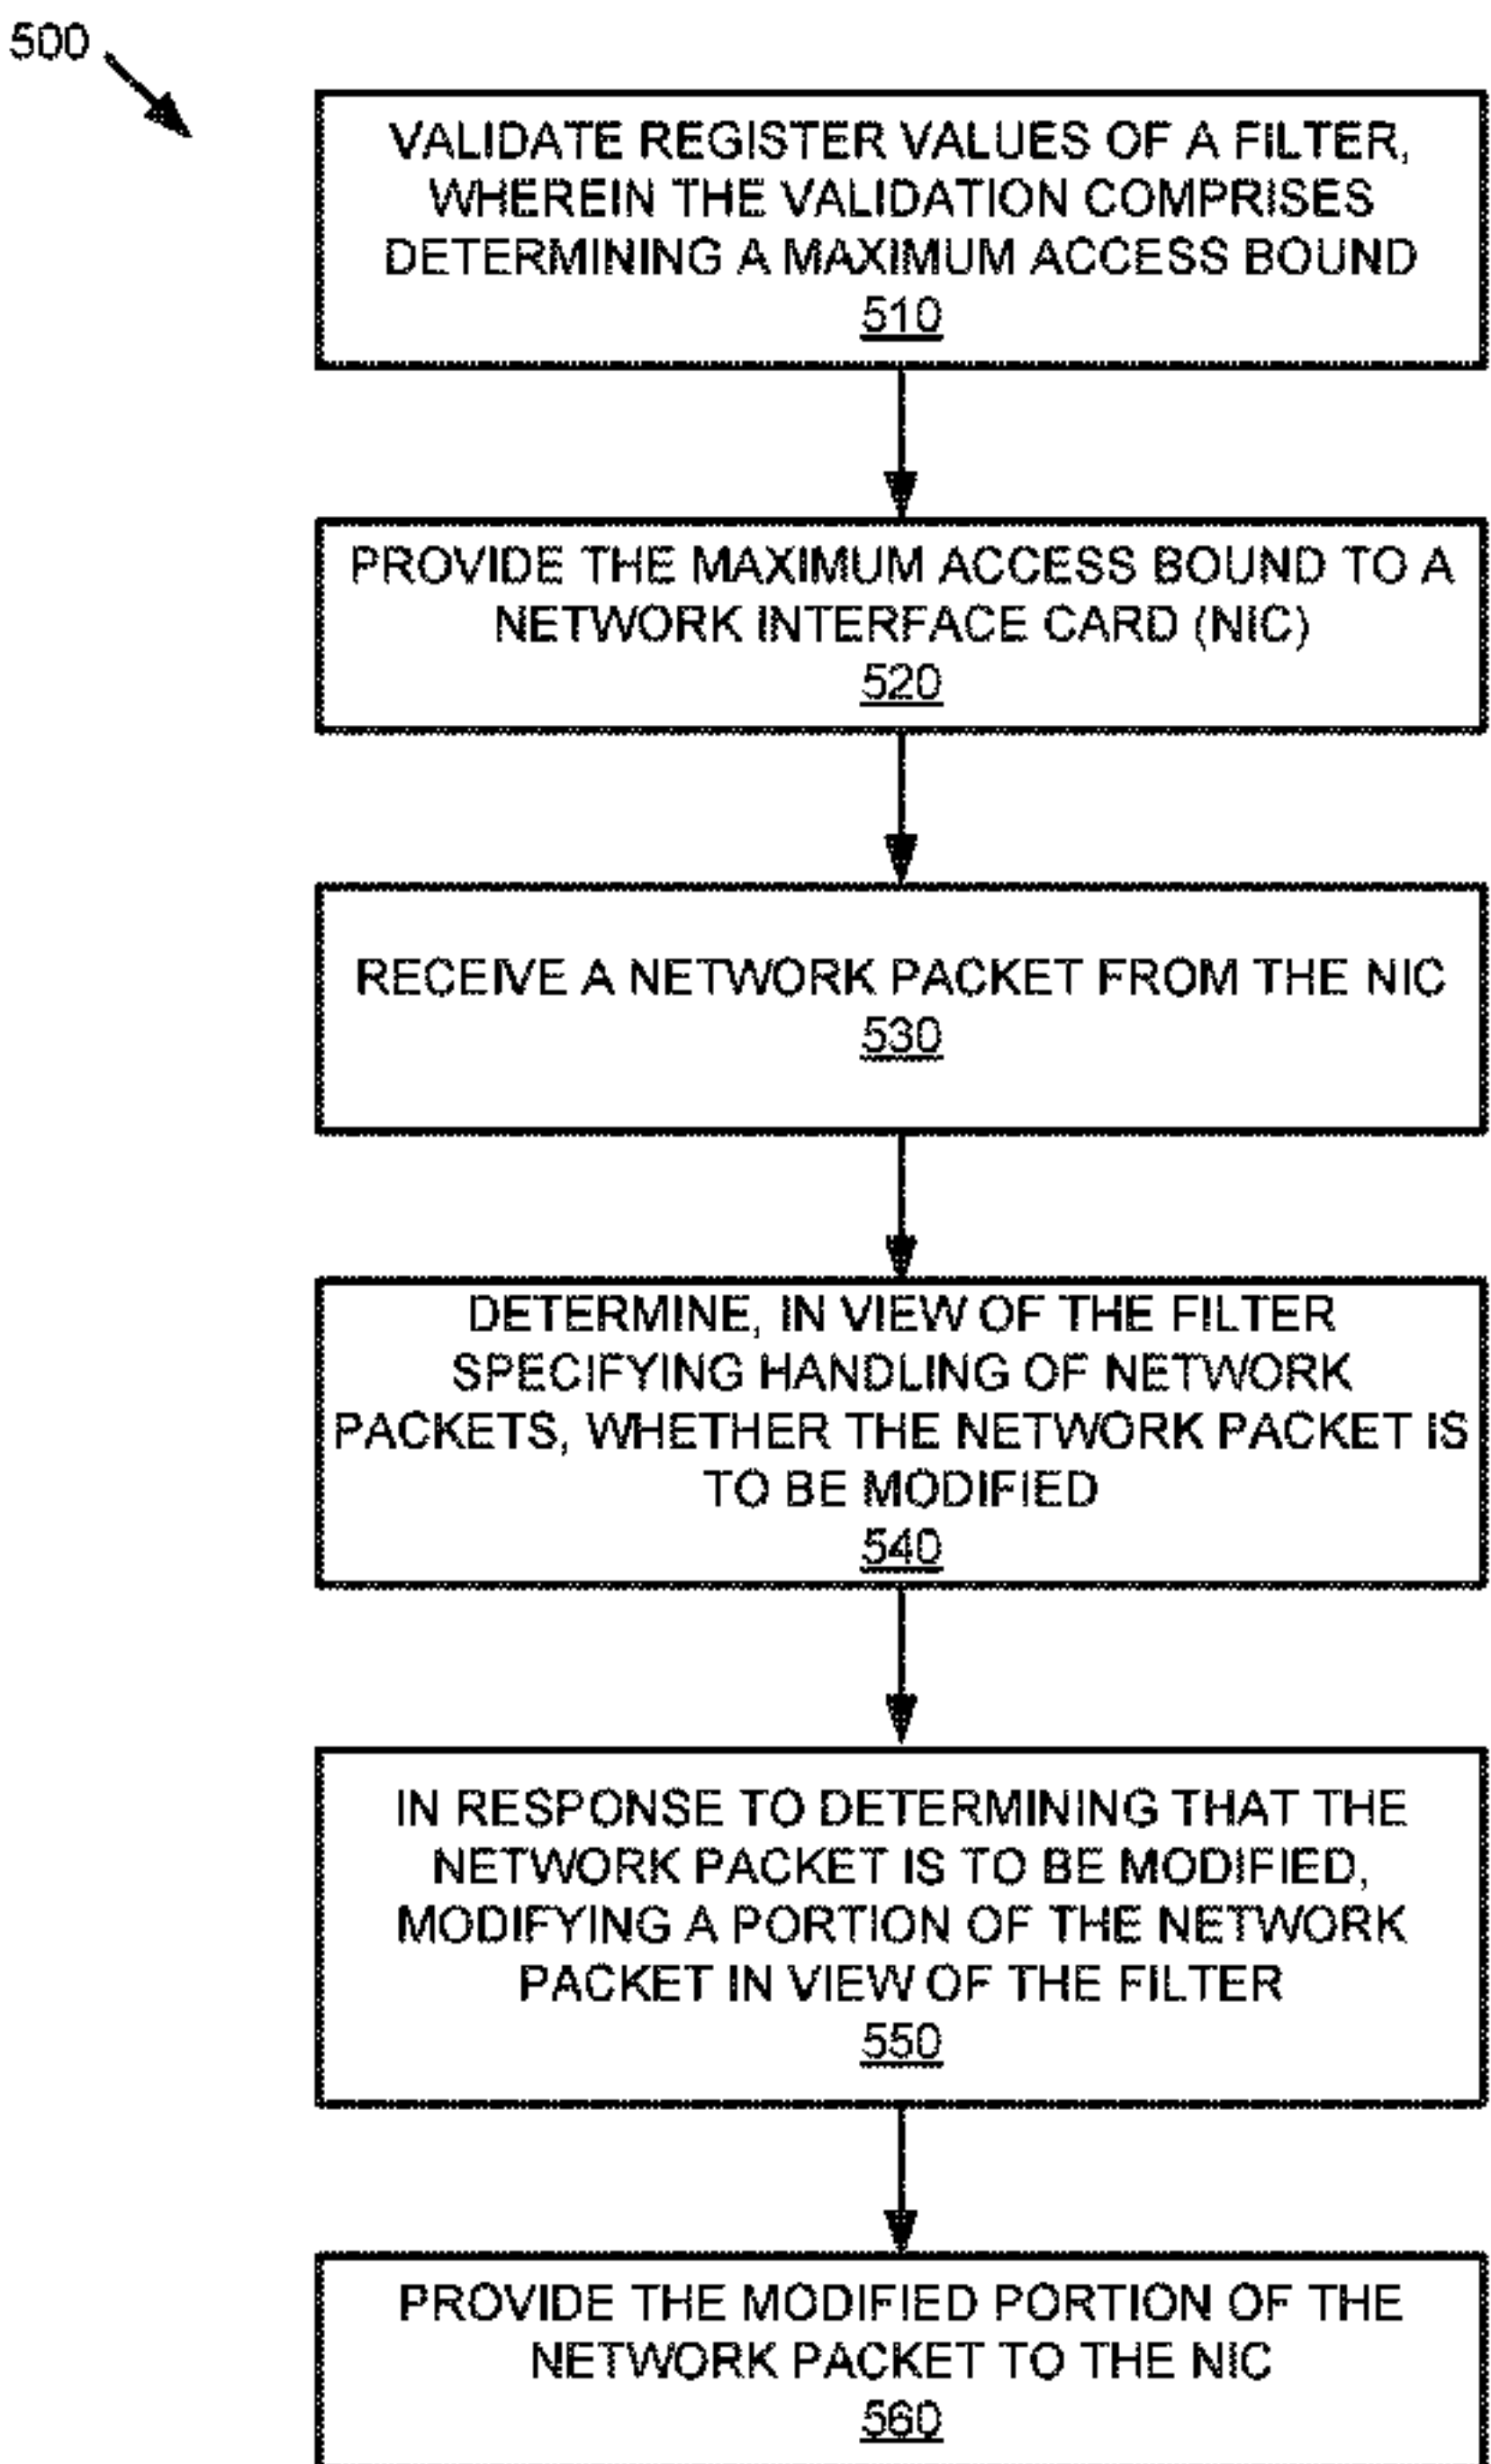 500
VALIDATE REGISTER VALUES OF A FILTER,
WHEREIN THE VALIDATION COMPRISES
DETERMINING A MAXIMUM ACCESS BOUND
510
PROVIDE THE MAXIMUM ACCESS BOUND TO A
NETWORK INTERFACE CARD (NIC)
520
RECEIVE A NETWORK PACKET FROM THE NIC
530
DETERMINE, IN VIEW OF THE FILTER
SPECIFYING HANDLING OF NETWORK
PACKETS, WHETHER THE NETWORK PACKET IS
TO BE MODIFIED
540
IN RESPONSE TO DETERMINING THAT THE
NETWORK PACKET IS TO BE MODIFIED,
MODIFYING A PORTION OF THE NETWORK
PACKET IN VIEW OF THE FILTER
550
PROVIDE THE MODIFIED PORTION OF THE
NETWORK PACKET TO THE NIC
560